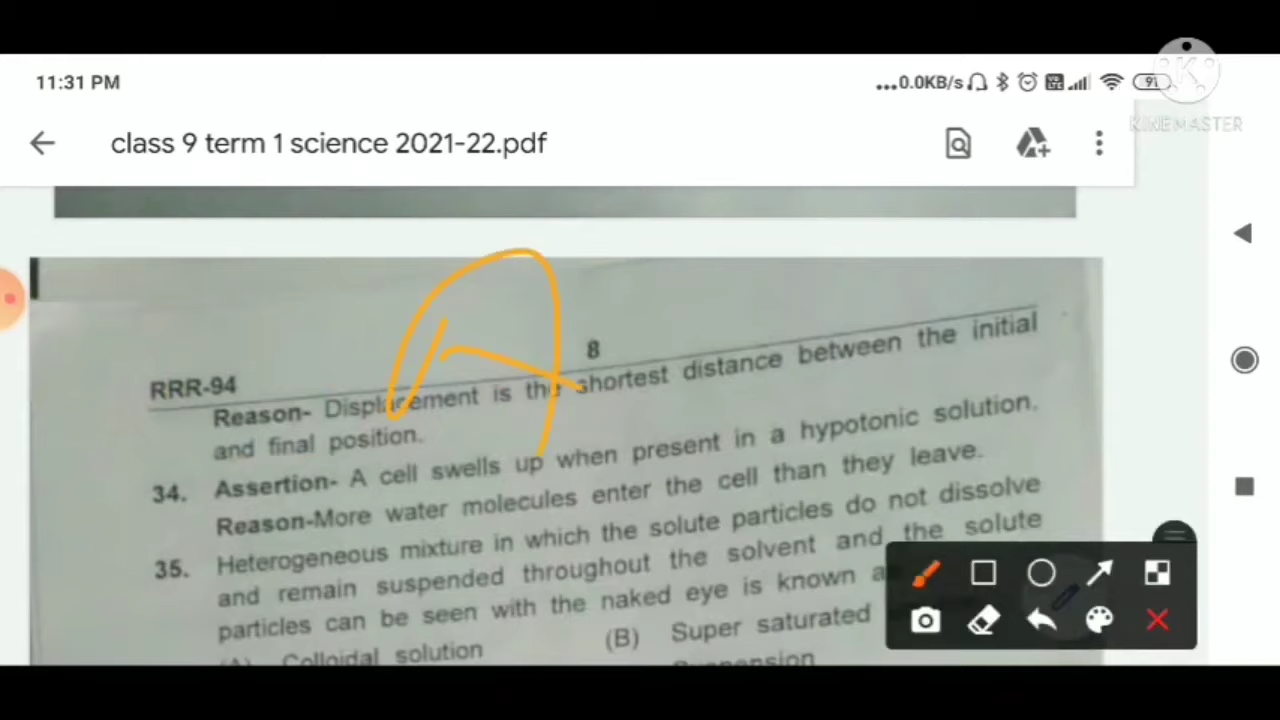 11:31 PM
...0.0KB/s
91
KINEMASTER
class 9 term 1 science 2021-22.pdf
A
8
RRR-94
Reason- Displacement is the shortest distance between the initial
and final position.
34. Assertion- A cell swells up when present in a hypotonic solution.
Reason-More water molecules enter the cell than they leave.
35. Heterogeneous mixture in which the solute particles do not dissolve
and remain suspended throughout the solvent and the solute
particles can be seen with the naked eye is known
(A) Colloidal solution
(B) Super saturated
Suspension